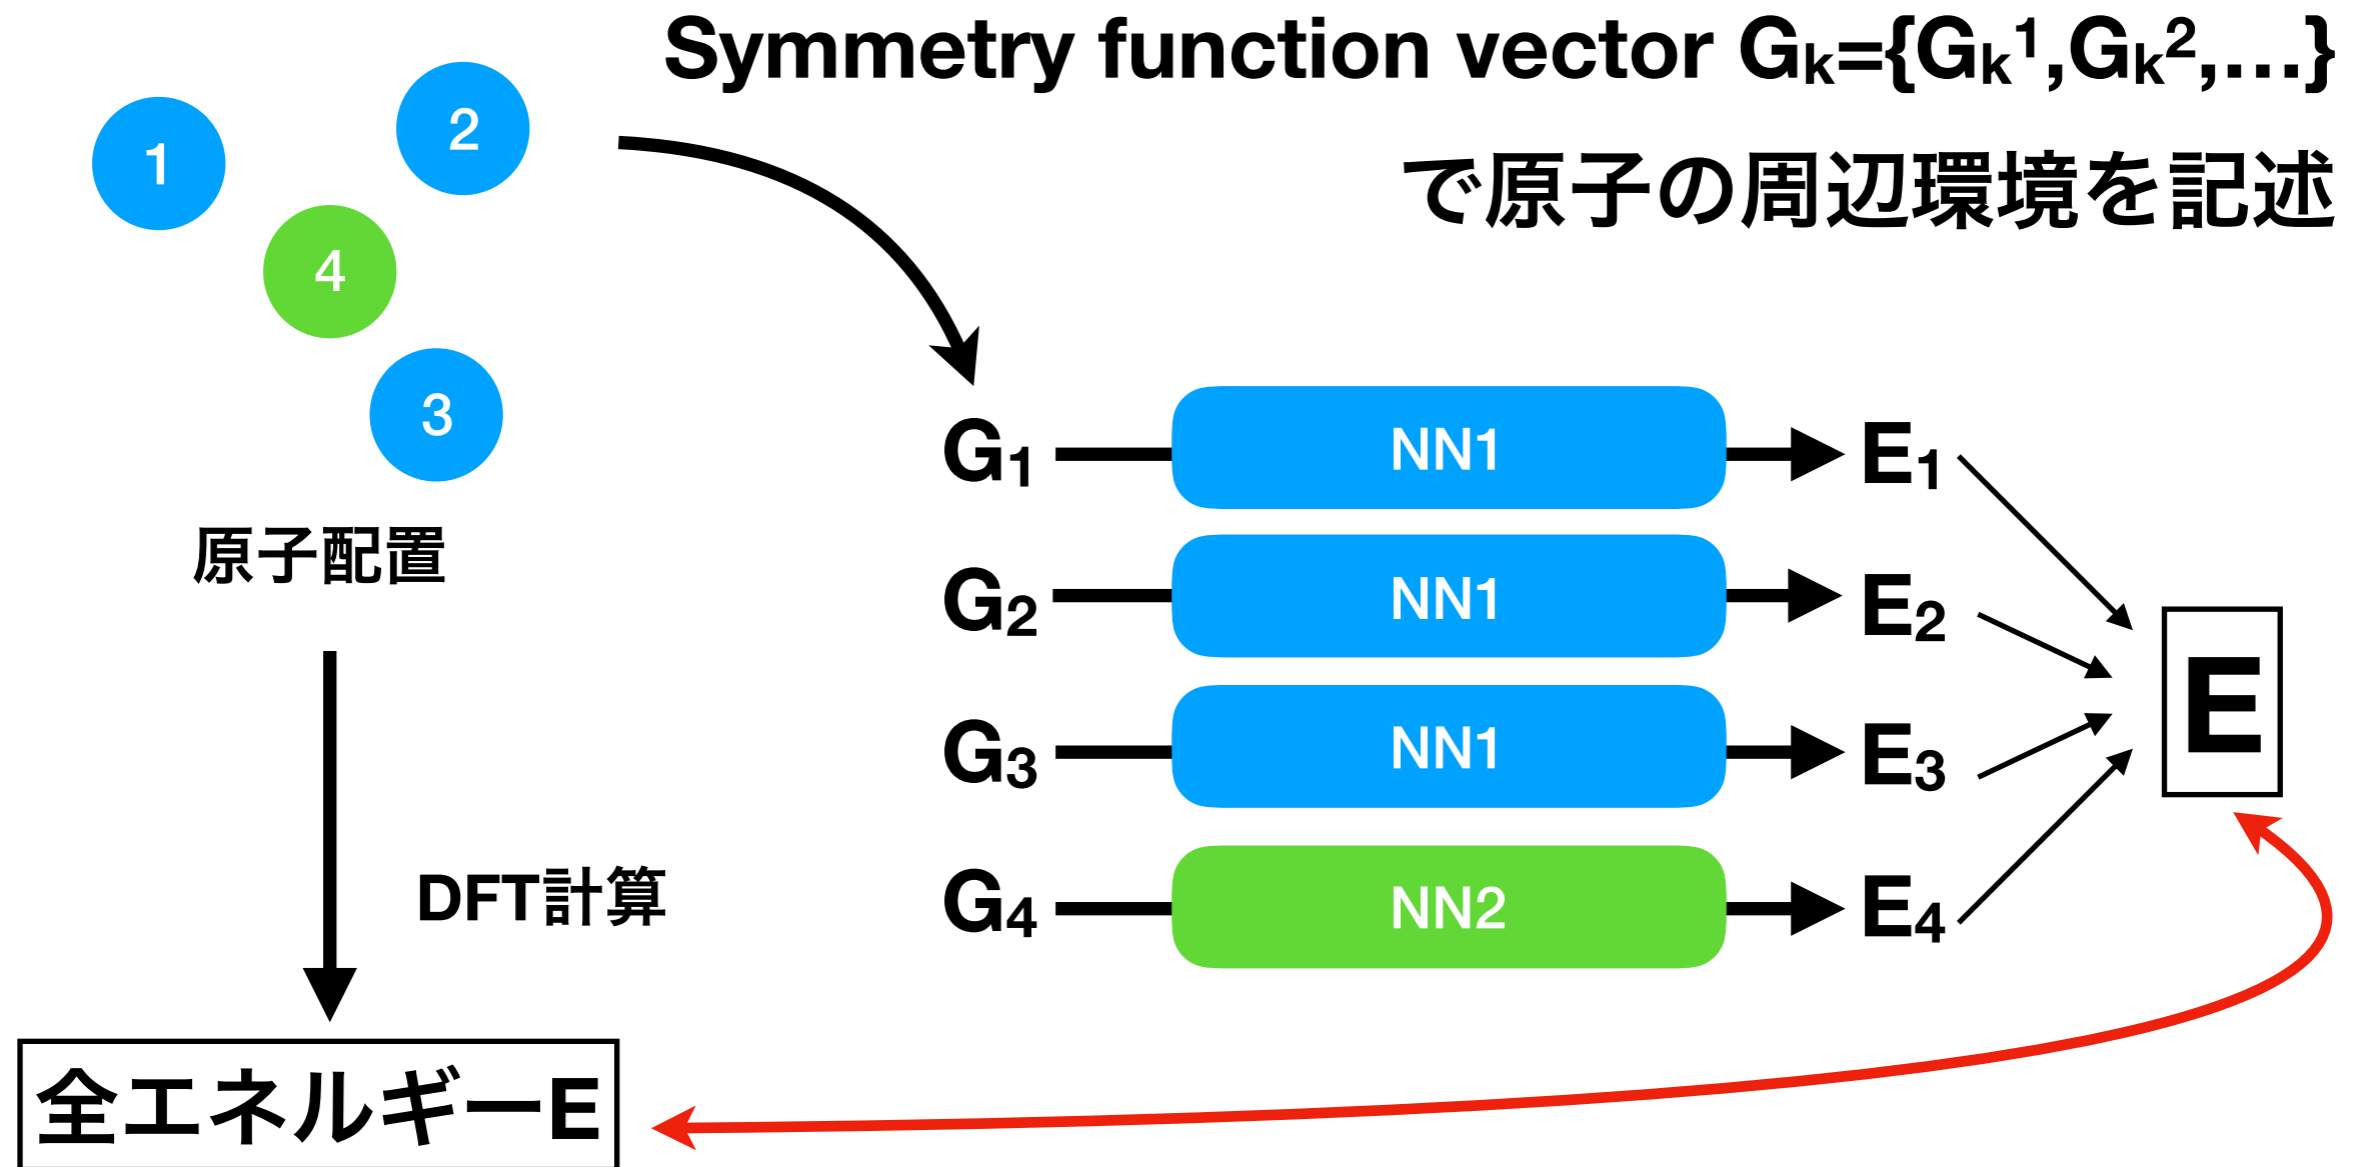 Symmetry function vector Gₖ={Gₖ¹,Gₖ²,…}
で原子の周辺環境を記述
1
2
4
3
原子配置
G₁ NN1 E₁
G₂ NN1 E₂
G₃ NN1 E₃
G₄ NN2 E₄
E
DFT計算
全エネルギーE